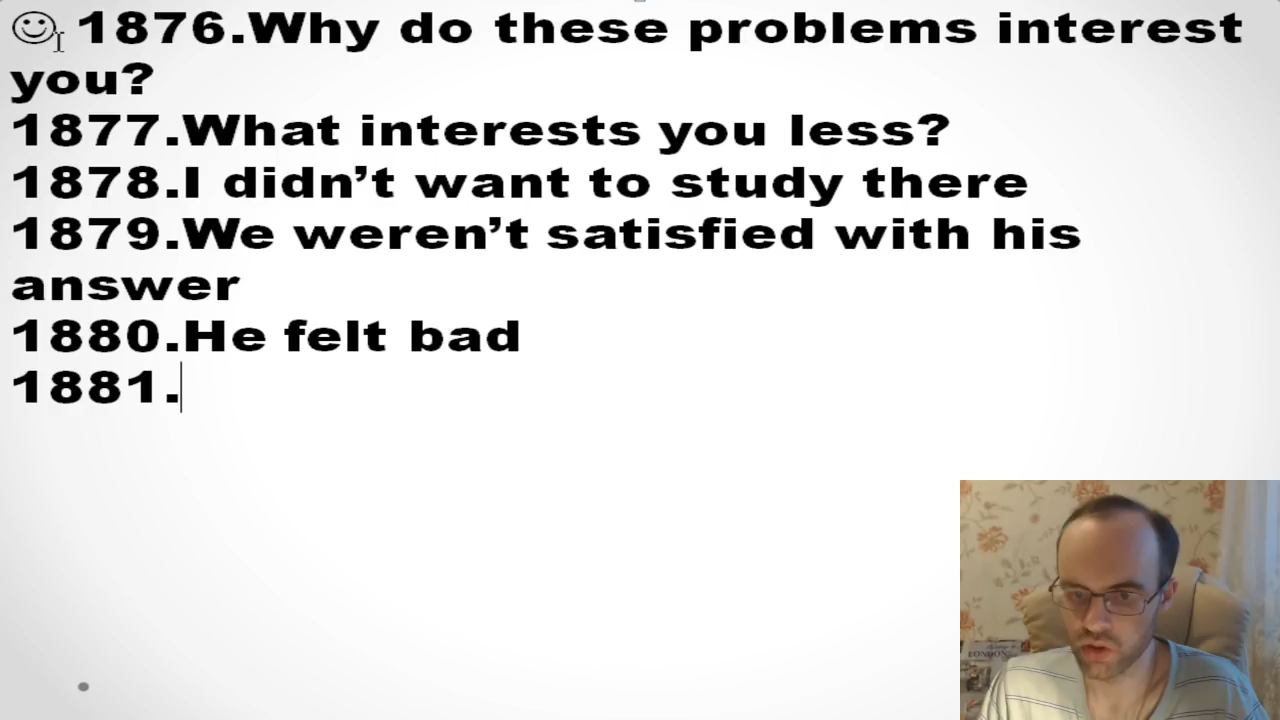 ☺ 1876.Why do these problems interest
you?
1877.What interests you less?
1878.I didn’t want to study there
1879.We weren’t satisfied with his
answer
1880.He felt bad
1881.
LONDON